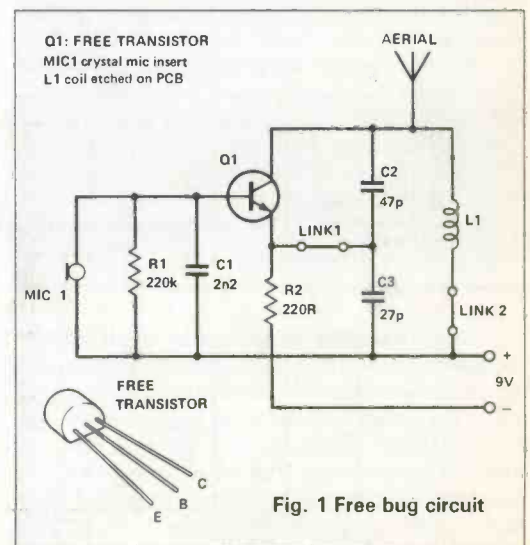 Q1: FREE TRANSISTOR
MIC1 crystal mic insert
L1 coil etched on PCB
AERIAL
Q1
C2
47p
L1
LINK1
R1
220k
C1
2n2
R2
220R
C3
27p
MIC 1
LINK 2
+
9V
–
FREE
TRANSISTOR
C
B
E
Fig. 1 Free bug circuit